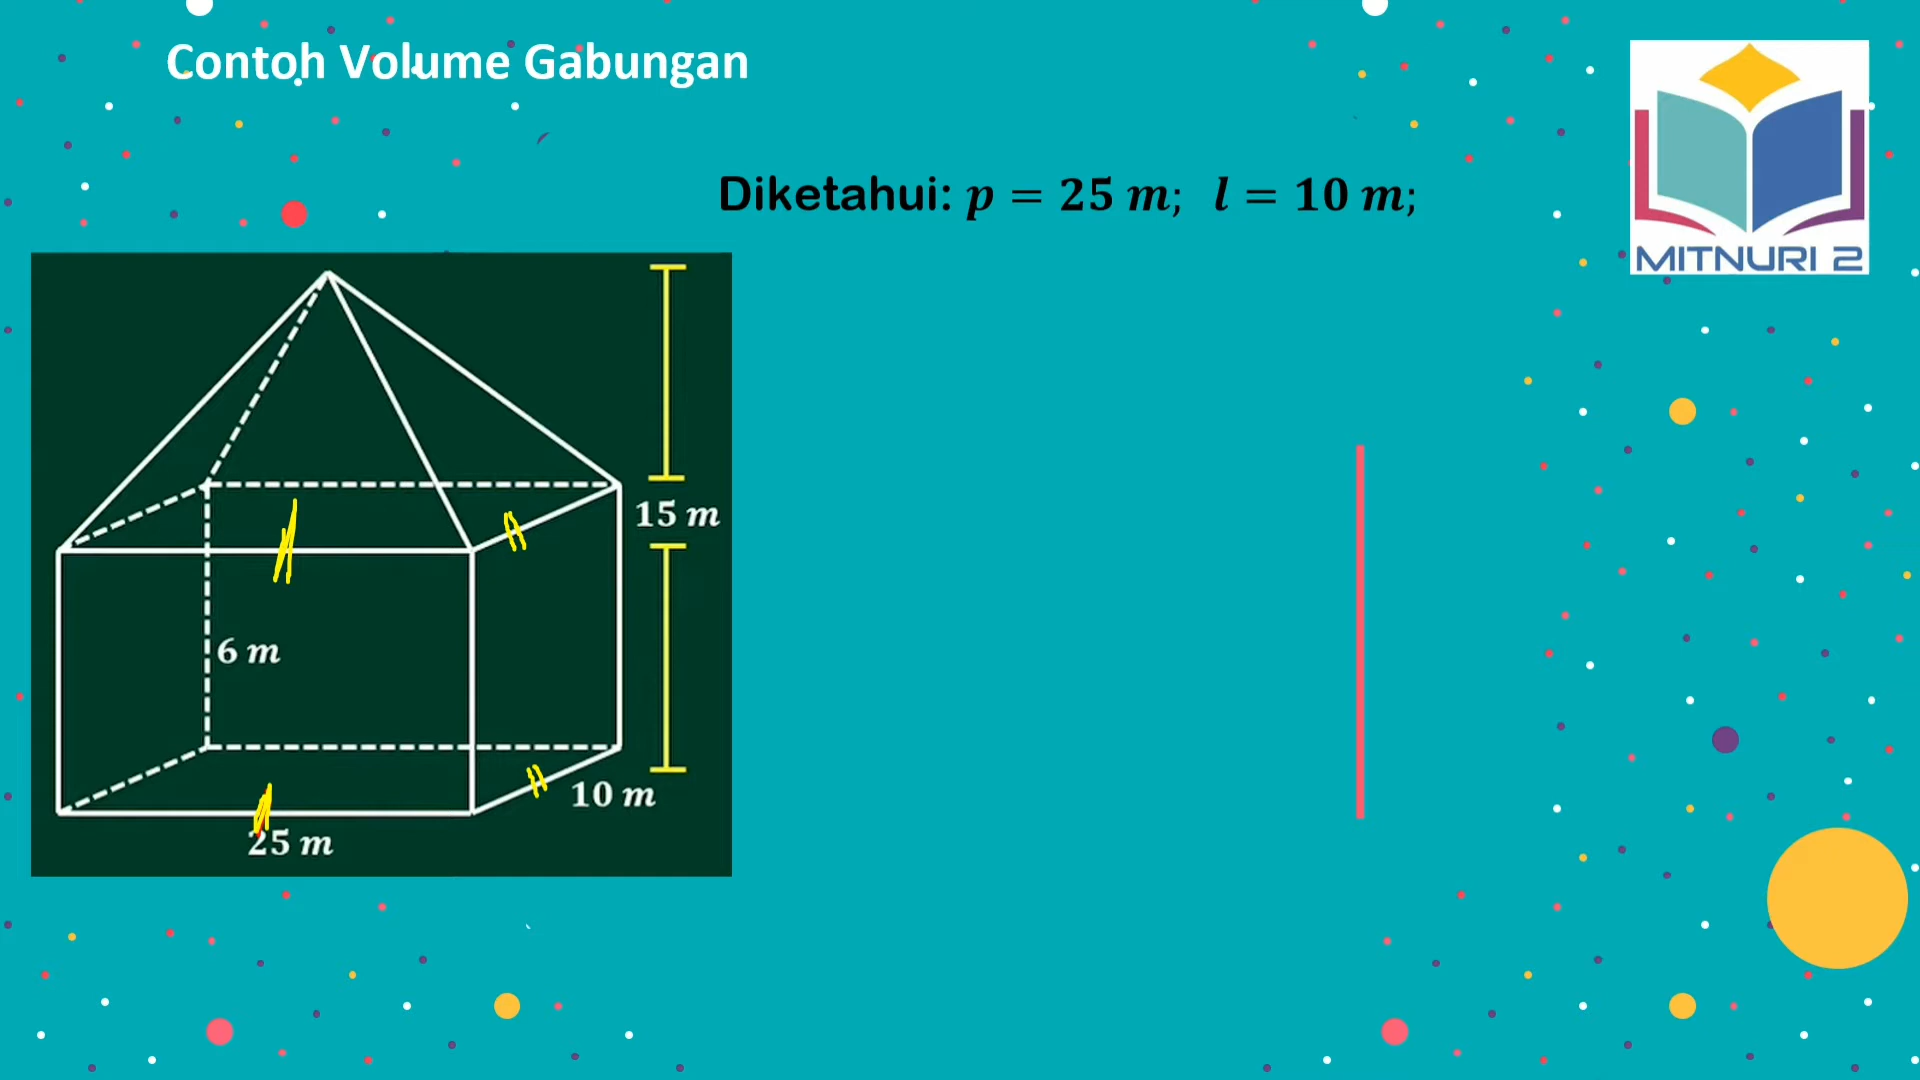 Contoh Volume Gabungan
MITNURI 2
Diketahui: p = 25 m; l = 10 m;
15 m
6 m
10 m
25 m